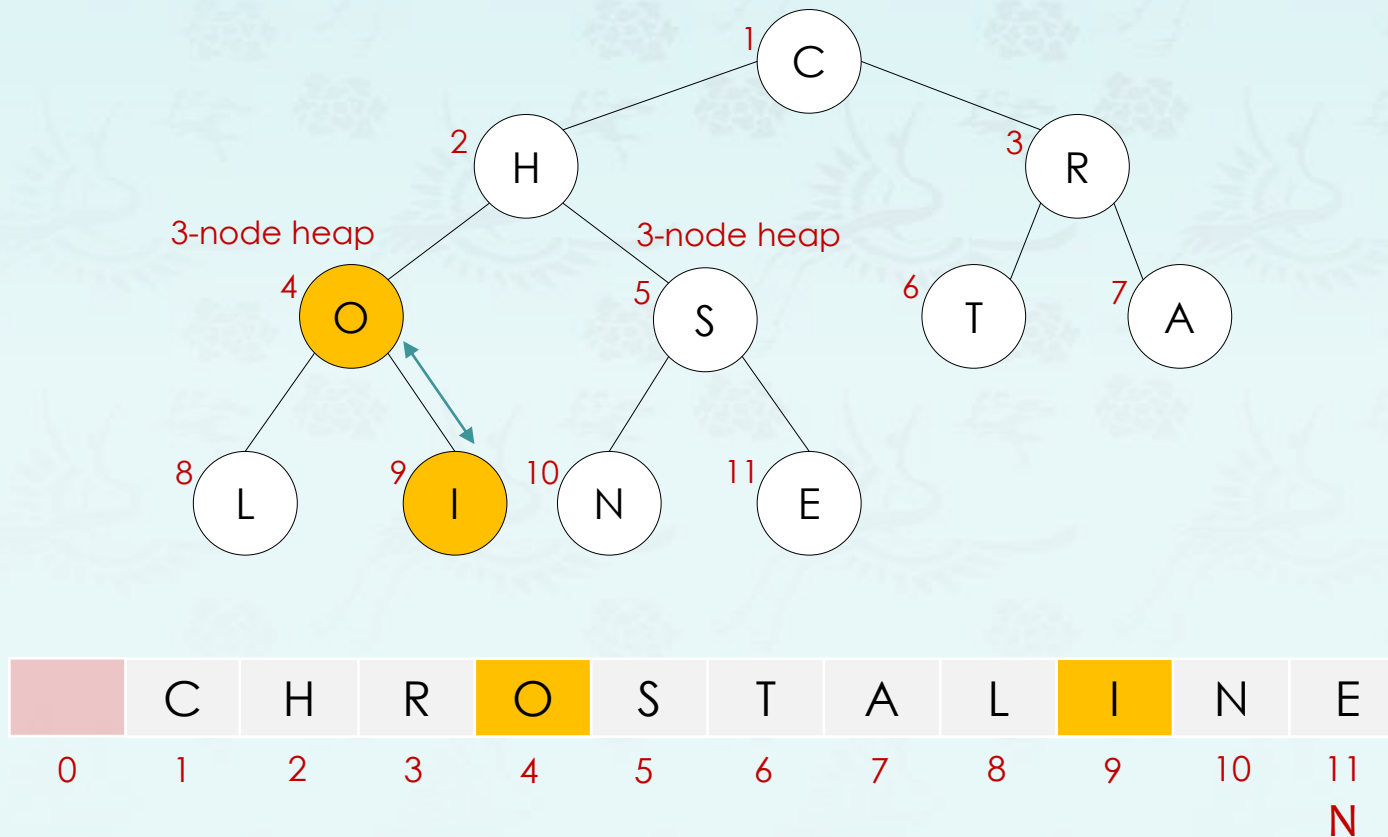 1 C
2 H 3 R
3-node heap 3-node heap
4 O 5 S 6 T 7 A
8 L 9 I 10 N 11 E
C H R O S T A L I N E
0 1 2 3 4 5 6 7 8 9 10 11
N